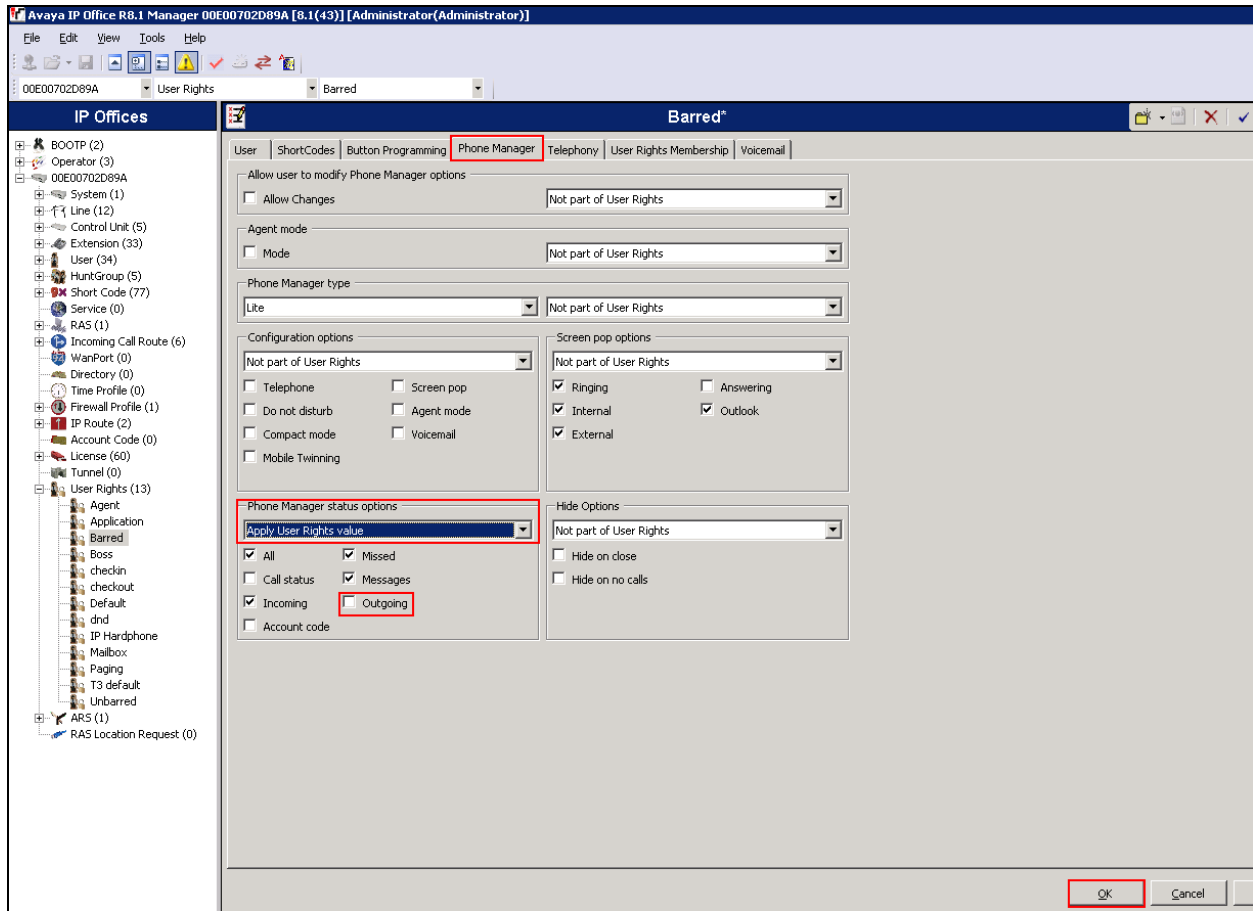 Avaya IP Office R8.1 Manager 00E00702D89A [8.1(43)] [Administrator(Administrator)]
File Edit View Tools Help
00E00702D89A User Rights Barred
IP Offices
BOOTP (2)
Operator (3)
00E00702D89A
System (1)
Line (12)
Control Unit (5)
Extension (33)
User (34)
HuntGroup (5)
Short Code (77)
Service (0)
RAS (1)
Incoming Call Route (6)
WanPort (0)
Directory (0)
Time Profile (0)
Firewall Profile (1)
IP Route (2)
Account Code (0)
License (60)
Tunnel (0)
User Rights (13)
Agent
Application
Barred
Boss
checkin
checkout
Default
dnd
IP Hardphone
Mailbox
Paging
T3 default
Unbarred
ARS (1)
RAS Location Request (0)
Barred*
User ShortCodes Button Programming Phone Manager Telephony User Rights Membership Voicemail
Allow user to modify Phone Manager options
Allow Changes Not part of User Rights
Agent mode
Mode Not part of User Rights
Phone Manager type
Lite Not part of User Rights
Configuration options
Not part of User Rights
Telephone Screen pop
Do not disturb Agent mode
Compact mode Voicemail
Mobile Twinning
Screen pop options
Not part of User Rights
Ringing Answering
Internal Outlook
External
Phone Manager status options
Apply User Rights value
All Missed
Call status Messages
Incoming Outgoing
Account code
Hide Options
Not part of User Rights
Hide on close
Hide on no calls
OK Cancel